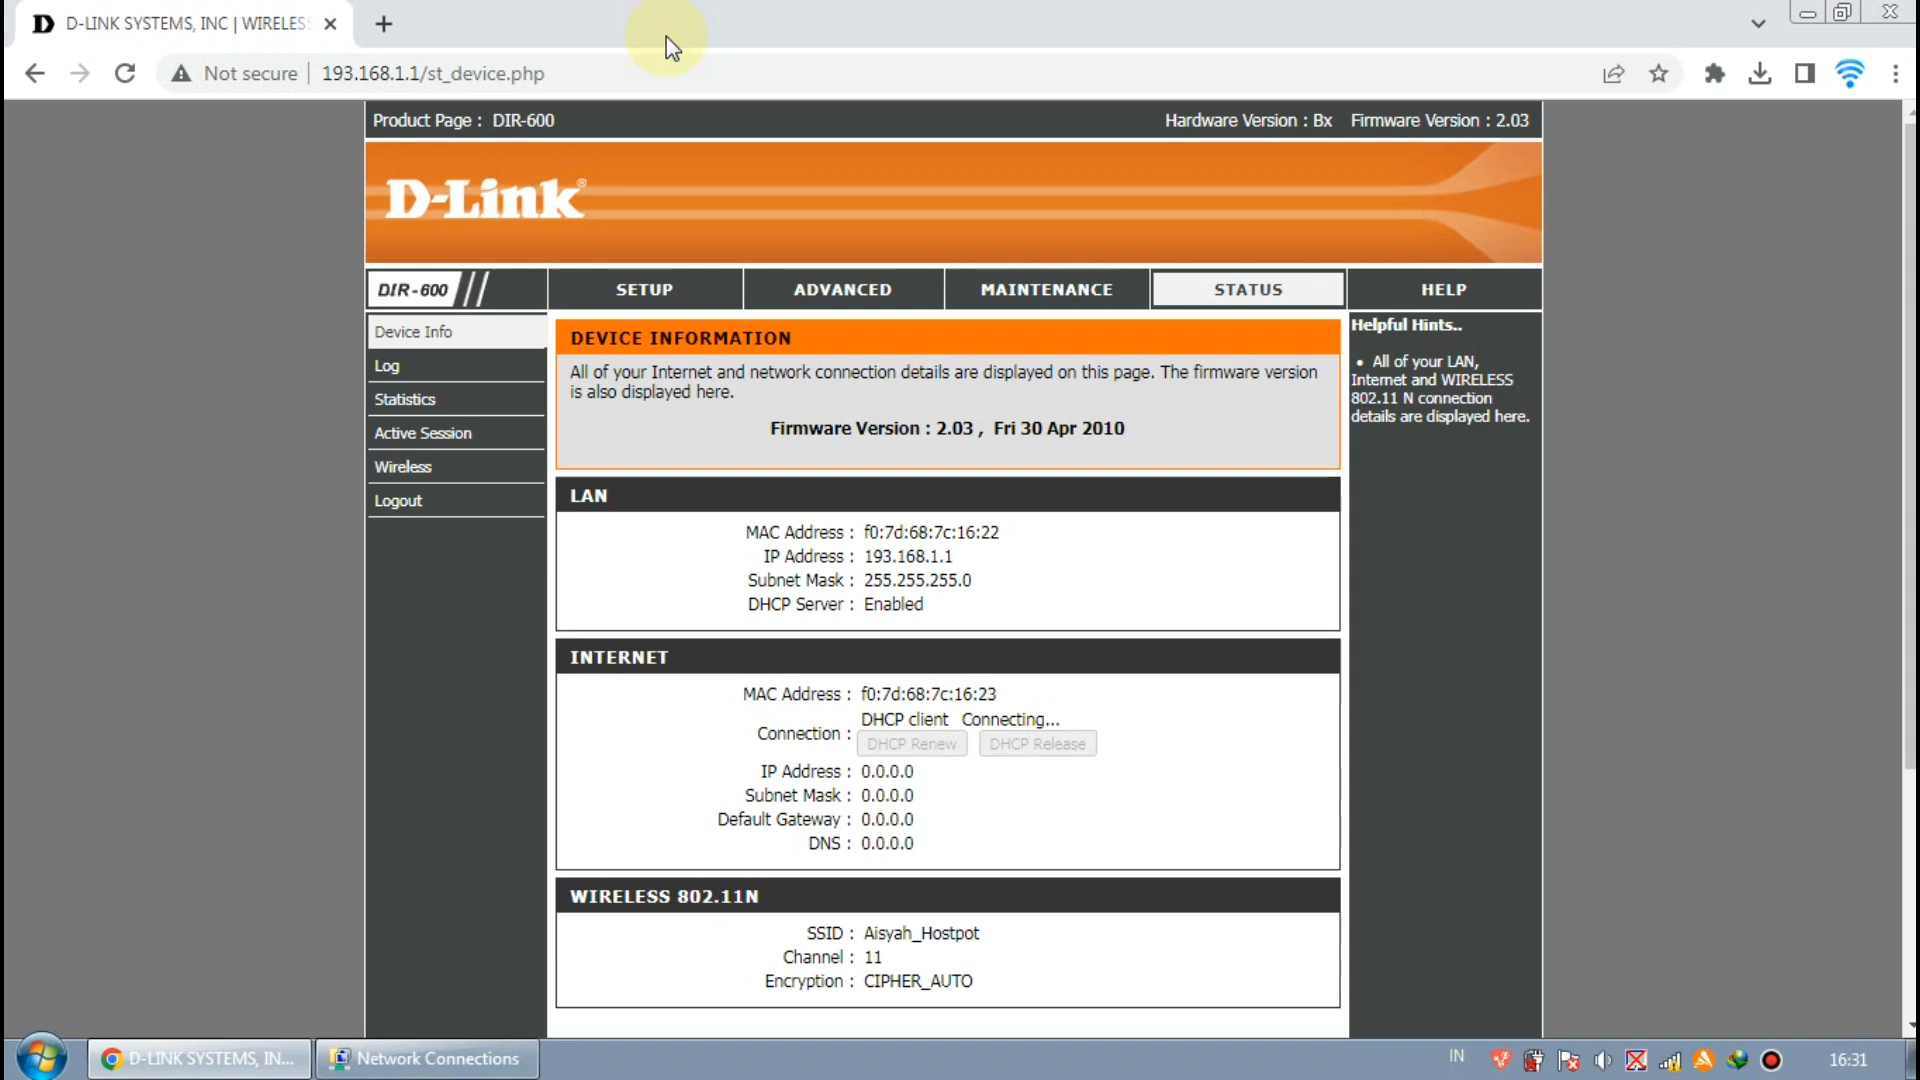 D-LINK SYSTEMS, INC | WIRELESS
Not secure 193.168.1.1/st_device.php
Product Page : DIR-600 Hardware Version : Bx Firmware Version : 2.03
D-Link®
DIR-600 SETUP ADVANCED MAINTENANCE STATUS HELP
Device Info
Log
Statistics
Active Session
Wireless
Logout
DEVICE INFORMATION
All of your Internet and network connection details are displayed on this page. The firmware version
is also displayed here.
Firmware Version : 2.03 , Fri 30 Apr 2010
LAN
MAC Address : f0:7d:68:7c:16:22
IP Address : 193.168.1.1
Subnet Mask : 255.255.255.0
DHCP Server : Enabled
INTERNET
MAC Address : f0:7d:68:7c:16:23
Connection : DHCP client Connecting...
DHCP Renew DHCP Release
IP Address : 0.0.0.0
Subnet Mask : 0.0.0.0
Default Gateway : 0.0.0.0
DNS : 0.0.0.0
WIRELESS 802.11N
SSID : Aisyah_Hostpot
Channel : 11
Encryption : CIPHER_AUTO
Helpful Hints..
• All of your LAN,
Internet and WIRELESS
802.11 N connection
details are displayed here.
D-LINK SYSTEMS, IN... Network Connections IN 16:31